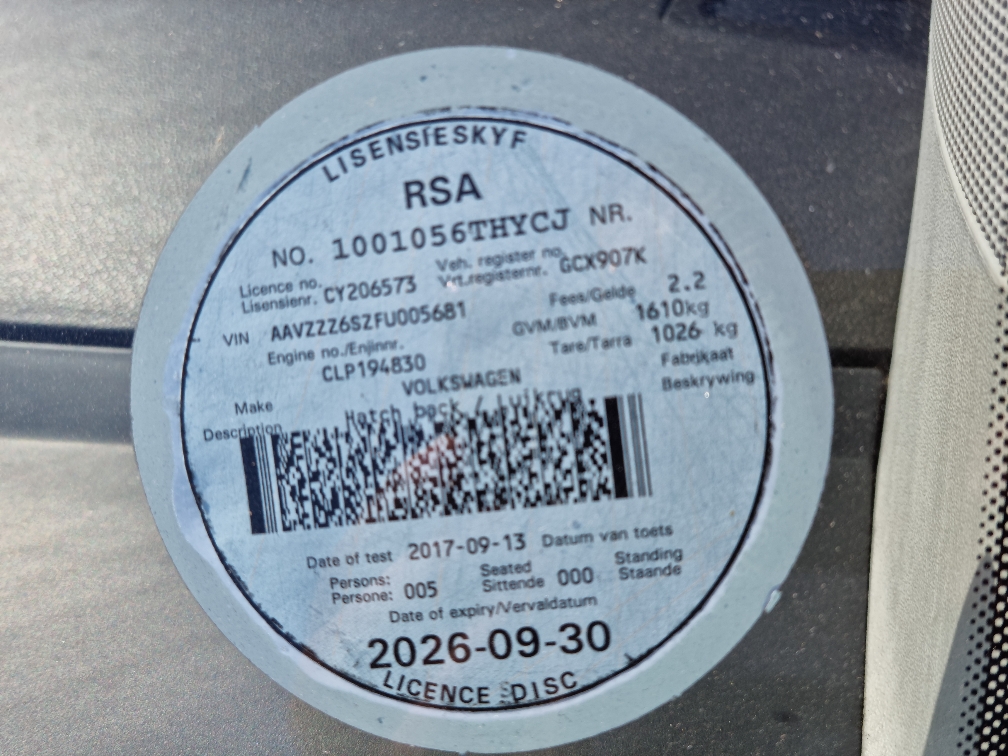 LISENSIESKYF
RSA
NO. 1001056THYCJ NR.
Licence no. Veh. register no.
Lisensienr. CY206573 Vrt.registernr. GCX907K
VIN AAVZZZ6SZFU005681 Fees/Gelde 2.2
Engine no./Enjinnr. GVM/BVM 1610kg
CLP194830 Tare/Tarra 1026 kg
Make VOLKSWAGEN Fabrikaat
Description Hatch back / Luikrug Beskrywing
Date of test 2017-09-13 Datum van toets
Persons: Seated Standing
Persone: 005 Sittende 000 Staande
Date of expiry/Vervaldatum
2026-09-30
LICENCE DISC